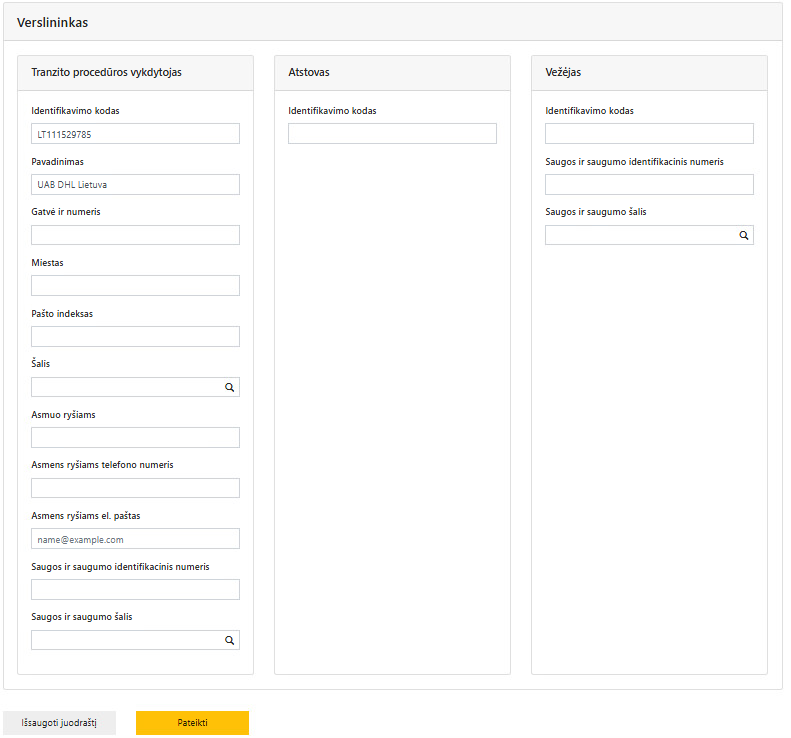 Verslininkas
Tranzito procedūros vykdytojas
Identifikavimo kodas
LT111529785
Pavadinimas
UAB DHL Lietuva
Gatvė ir numeris
Miestas
Pašto indeksas
Šalis
Asmuo ryšiams
Asmens ryšiams telefono numeris
Asmens ryšiams el. paštas
name@example.com
Saugos ir saugumo identifikacinis numeris
Saugos ir saugumo šalis
Atstovas
Identifikavimo kodas
Vežėjas
Identifikavimo kodas
Saugos ir saugumo identifikacinis numeris
Saugos ir saugumo šalis
Išsaugoti juodraštį
Pateikti